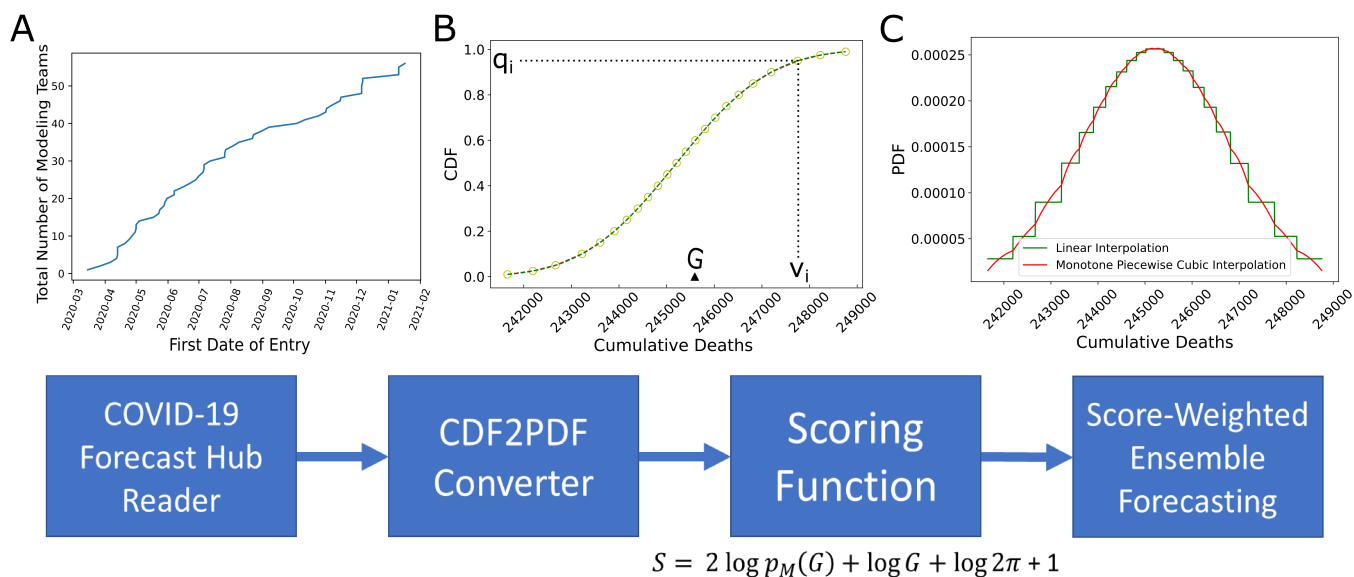 A
Total Number of Modeling Teams
50
40
30
20
10
0
2020-03
2020-04
2020-05
2020-06
2020-07
2020-08
2020-09
2020-10
2020-11
2020-12
2021-01
2021-02
First Date of Entry
B
CDF
1.0
0.8
0.6
0.4
0.2
0.0
qi
G
vi
242000
243000
244000
245000
246000
247000
248000
249000
Cumulative Deaths
C
PDF
0.00025
0.00020
0.00015
0.00010
0.00005
Linear Interpolation
Monotone Piecewise Cubic Interpolation
242000
243000
244000
245000
246000
247000
248000
249000
Cumulative Deaths
COVID-19
Forecast Hub
Reader
CDF2PDF
Converter
Scoring
Function
Score-Weighted
Ensemble
Forecasting
S = 2 log pM(G) + log G + log 2π + 1